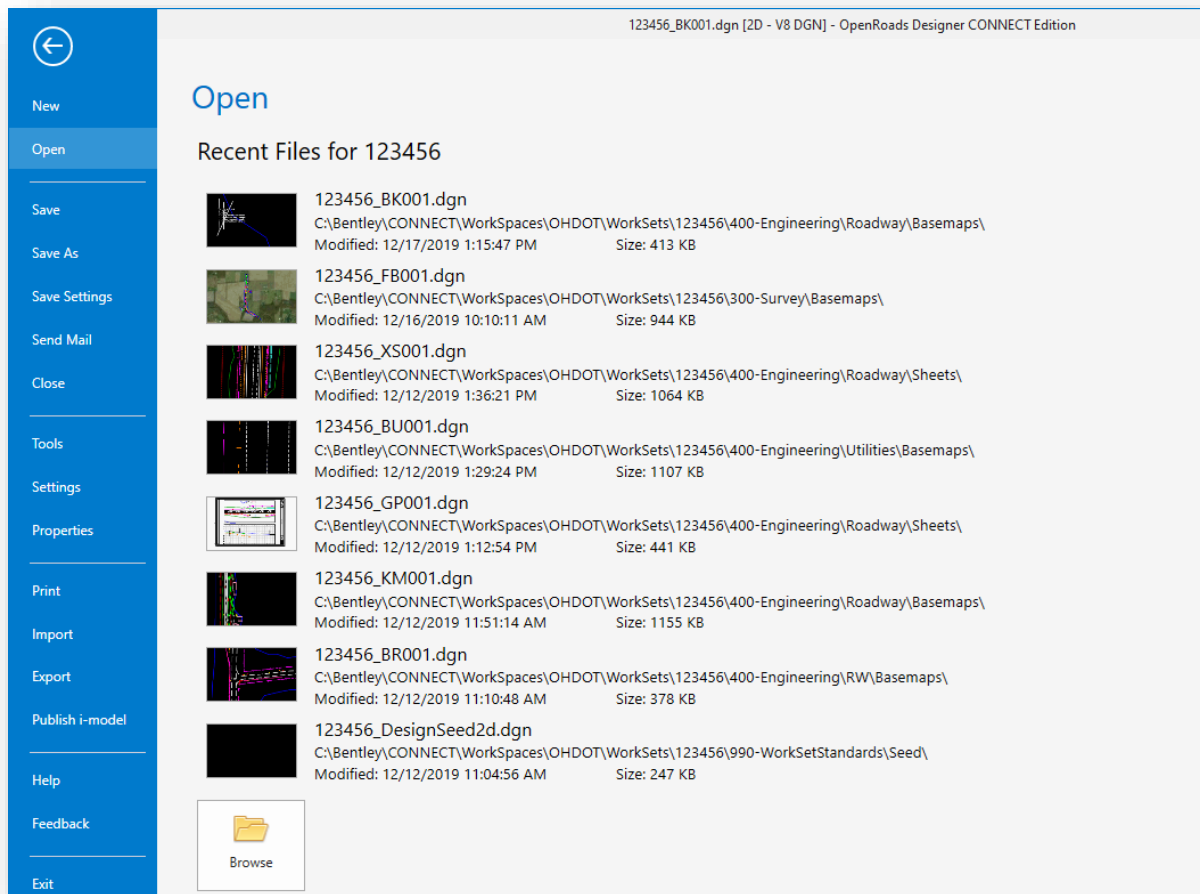 123456_BK001.dgn [2D - V8 DGN] - OpenRoads Designer CONNECT Edition
New
Open
Save
Save As
Save Settings
Send Mail
Close
Tools
Settings
Properties
Print
Import
Export
Publish i-model
Help
Feedback
Exit
Open
Recent Files for 123456
123456_BK001.dgn
C:\Bentley\CONNECT\WorkSpaces\OHDOT\WorkSets\123456\400-Engineering\Roadway\Basemaps\
Modified: 12/17/2019 1:15:47 PM Size: 413 KB
123456_FB001.dgn
C:\Bentley\CONNECT\WorkSpaces\OHDOT\WorkSets\123456\300-Survey\Basemaps\
Modified: 12/16/2019 10:10:11 AM Size: 944 KB
123456_XS001.dgn
C:\Bentley\CONNECT\WorkSpaces\OHDOT\WorkSets\123456\400-Engineering\Roadway\Sheets\
Modified: 12/12/2019 1:36:21 PM Size: 1064 KB
123456_BU001.dgn
C:\Bentley\CONNECT\WorkSpaces\OHDOT\WorkSets\123456\400-Engineering\Utilities\Basemaps\
Modified: 12/12/2019 1:29:24 PM Size: 1107 KB
123456_GP001.dgn
C:\Bentley\CONNECT\WorkSpaces\OHDOT\WorkSets\123456\400-Engineering\Roadway\Sheets\
Modified: 12/12/2019 1:12:54 PM Size: 441 KB
123456_KM001.dgn
C:\Bentley\CONNECT\WorkSpaces\OHDOT\WorkSets\123456\400-Engineering\Roadway\Basemaps\
Modified: 12/12/2019 11:51:14 AM Size: 1155 KB
123456_BR001.dgn
C:\Bentley\CONNECT\WorkSpaces\OHDOT\WorkSets\123456\400-Engineering\RW\Basemaps\
Modified: 12/12/2019 11:10:48 AM Size: 378 KB
123456_DesignSeed2d.dgn
C:\Bentley\CONNECT\WorkSpaces\OHDOT\WorkSets\123456\990-WorkSetStandards\Seed\
Modified: 12/12/2019 11:04:56 AM Size: 247 KB
Browse